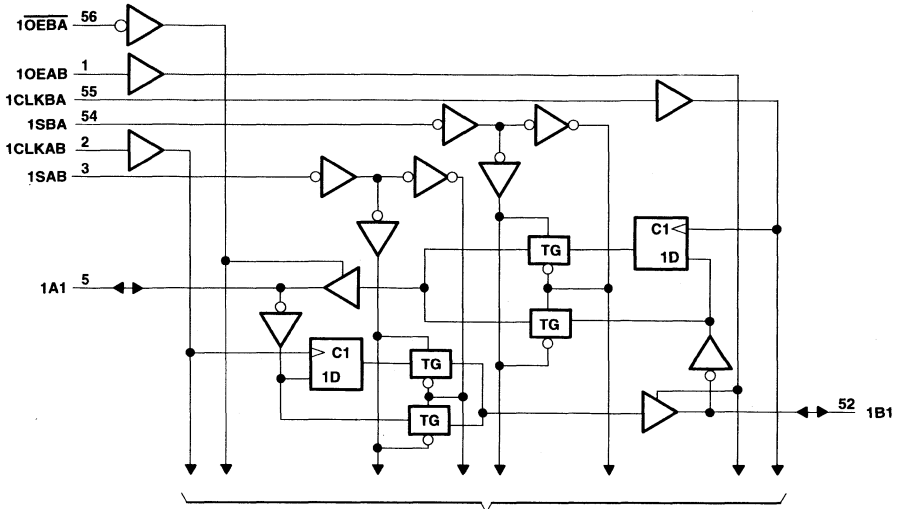 1O̅E̅B̅A̅ 56
1OEAB 1
1CLKBA 55
1SBA 54
1CLKAB 2
1SAB 3
TG
C1
1D
1A1 5
TG
C1
1D
TG
TG
52 1B1